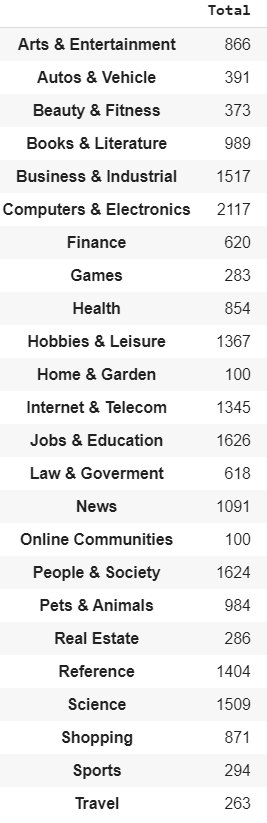 Total
Arts & Entertainment 866
Autos & Vehicle 391
Beauty & Fitness 373
Books & Literature 989
Business & Industrial 1517
Computers & Electronics 2117
Finance 620
Games 283
Health 854
Hobbies & Leisure 1367
Home & Garden 100
Internet & Telecom 1345
Jobs & Education 1626
Law & Goverment 618
News 1091
Online Communities 100
People & Society 1624
Pets & Animals 984
Real Estate 286
Reference 1404
Science 1509
Shopping 871
Sports 294
Travel 263